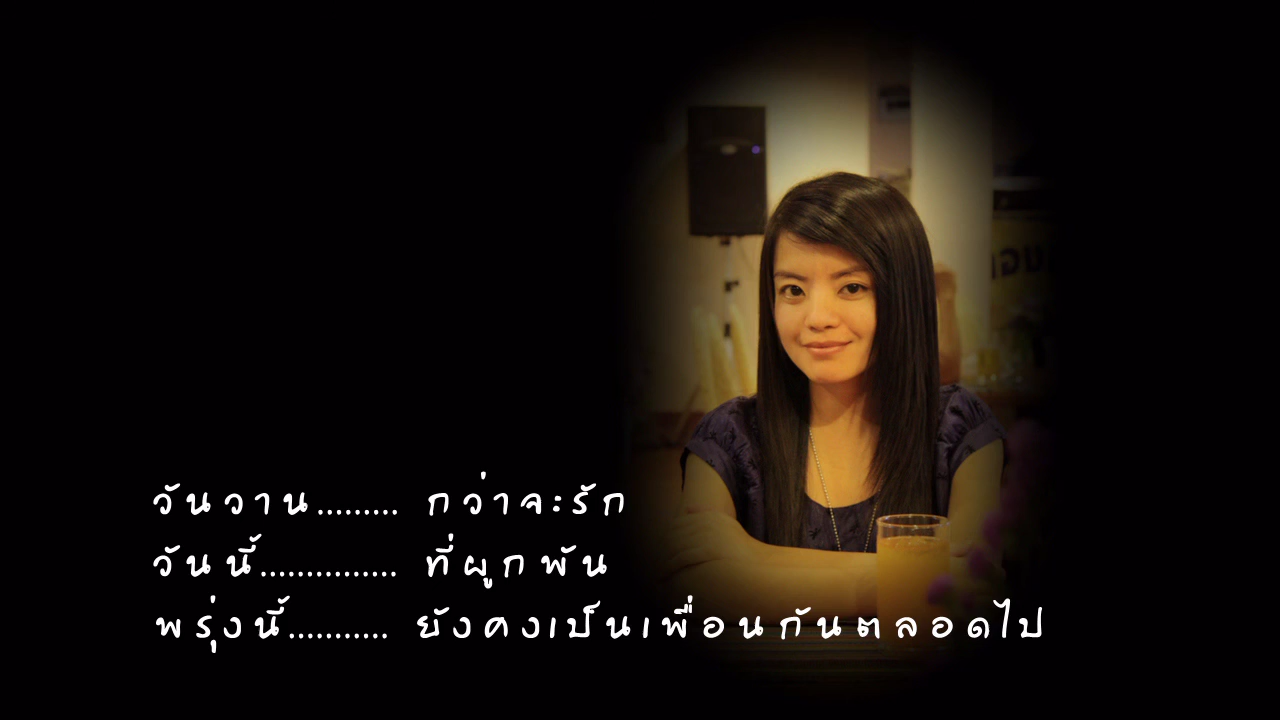 วันวาน......... กว่าจะรัก
วันนี้............... ที่ผูกพัน
พรุ่งนี้........... ยังคงเป็นเพื่อนกันตลอดไป